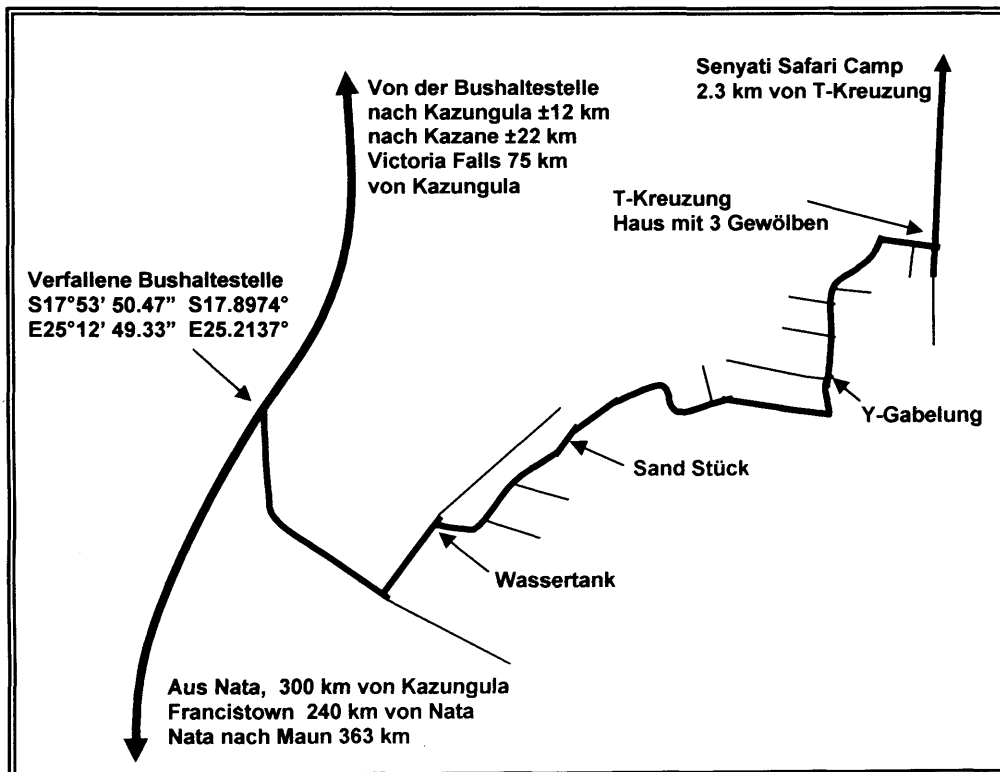 Von der Bushaltestelle
nach Kazungula ±12 km
nach Kazane ±22 km
Victoria Falls 75 km
von Kazungula
Senyati Safari Camp
2.3 km von T-Kreuzung
T-Kreuzung
Haus mit 3 Gewölben
Verfallene Bushaltestelle
S17°53' 50.47” S17.8974°
E25°12' 49.33” E25.2137°
Y-Gabelung
Sand Stück
Wassertank
Aus Nata, 300 km von Kazungula
Francistown 240 km von Nata
Nata nach Maun 363 km